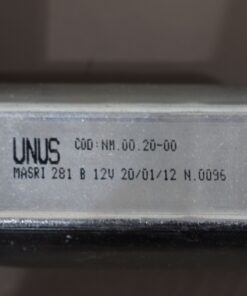 UNUS COD:NM.00.20-00
MASRI 281 B 12V 20/01/12 N.0096